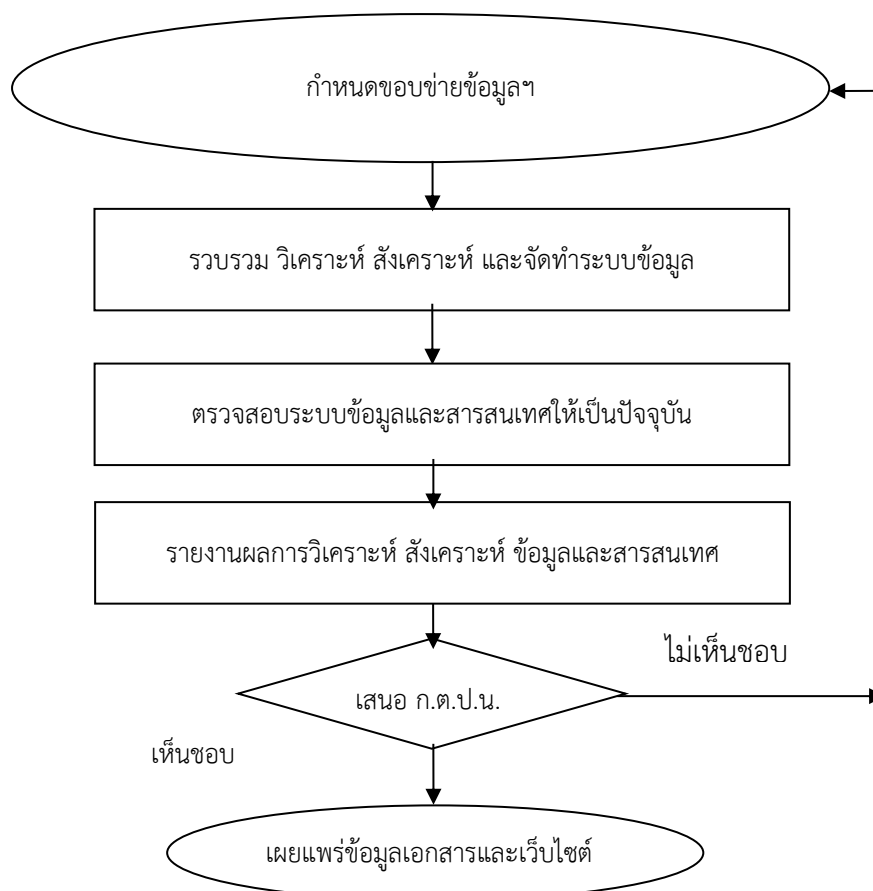 กำหนดขอบข่ายข้อมูลฯ
รวบรวม วิเคราะห์ สังเคราะห์ และจัดทำระบบข้อมูล
ตรวจสอบระบบข้อมูลและสารสนเทศให้เป็นปัจจุบัน
รายงานผลการวิเคราะห์ สังเคราะห์ ข้อมูลและสารสนเทศ
ไม่เห็นชอบ
เสนอ ก.ต.ป.น.
เห็นชอบ
เผยแพร่ข้อมูลเอกสารและเว็บไซต์